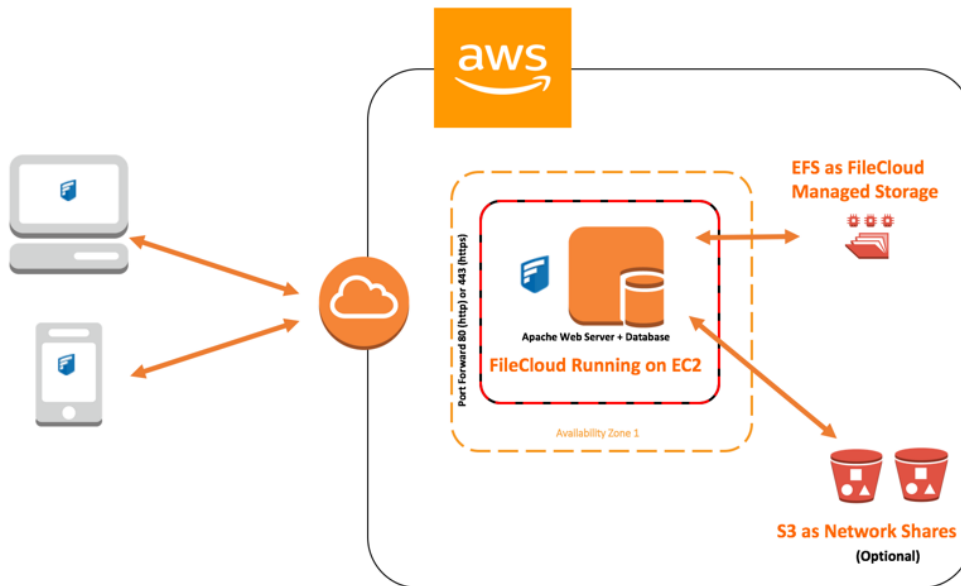 aws
EFS as FileCloud
Managed Storage
Port Forward 80 (http) or 443 (https)
Apache Web Server + Database
FileCloud Running on EC2
Availability Zone 1
S3 as Network Shares
(Optional)